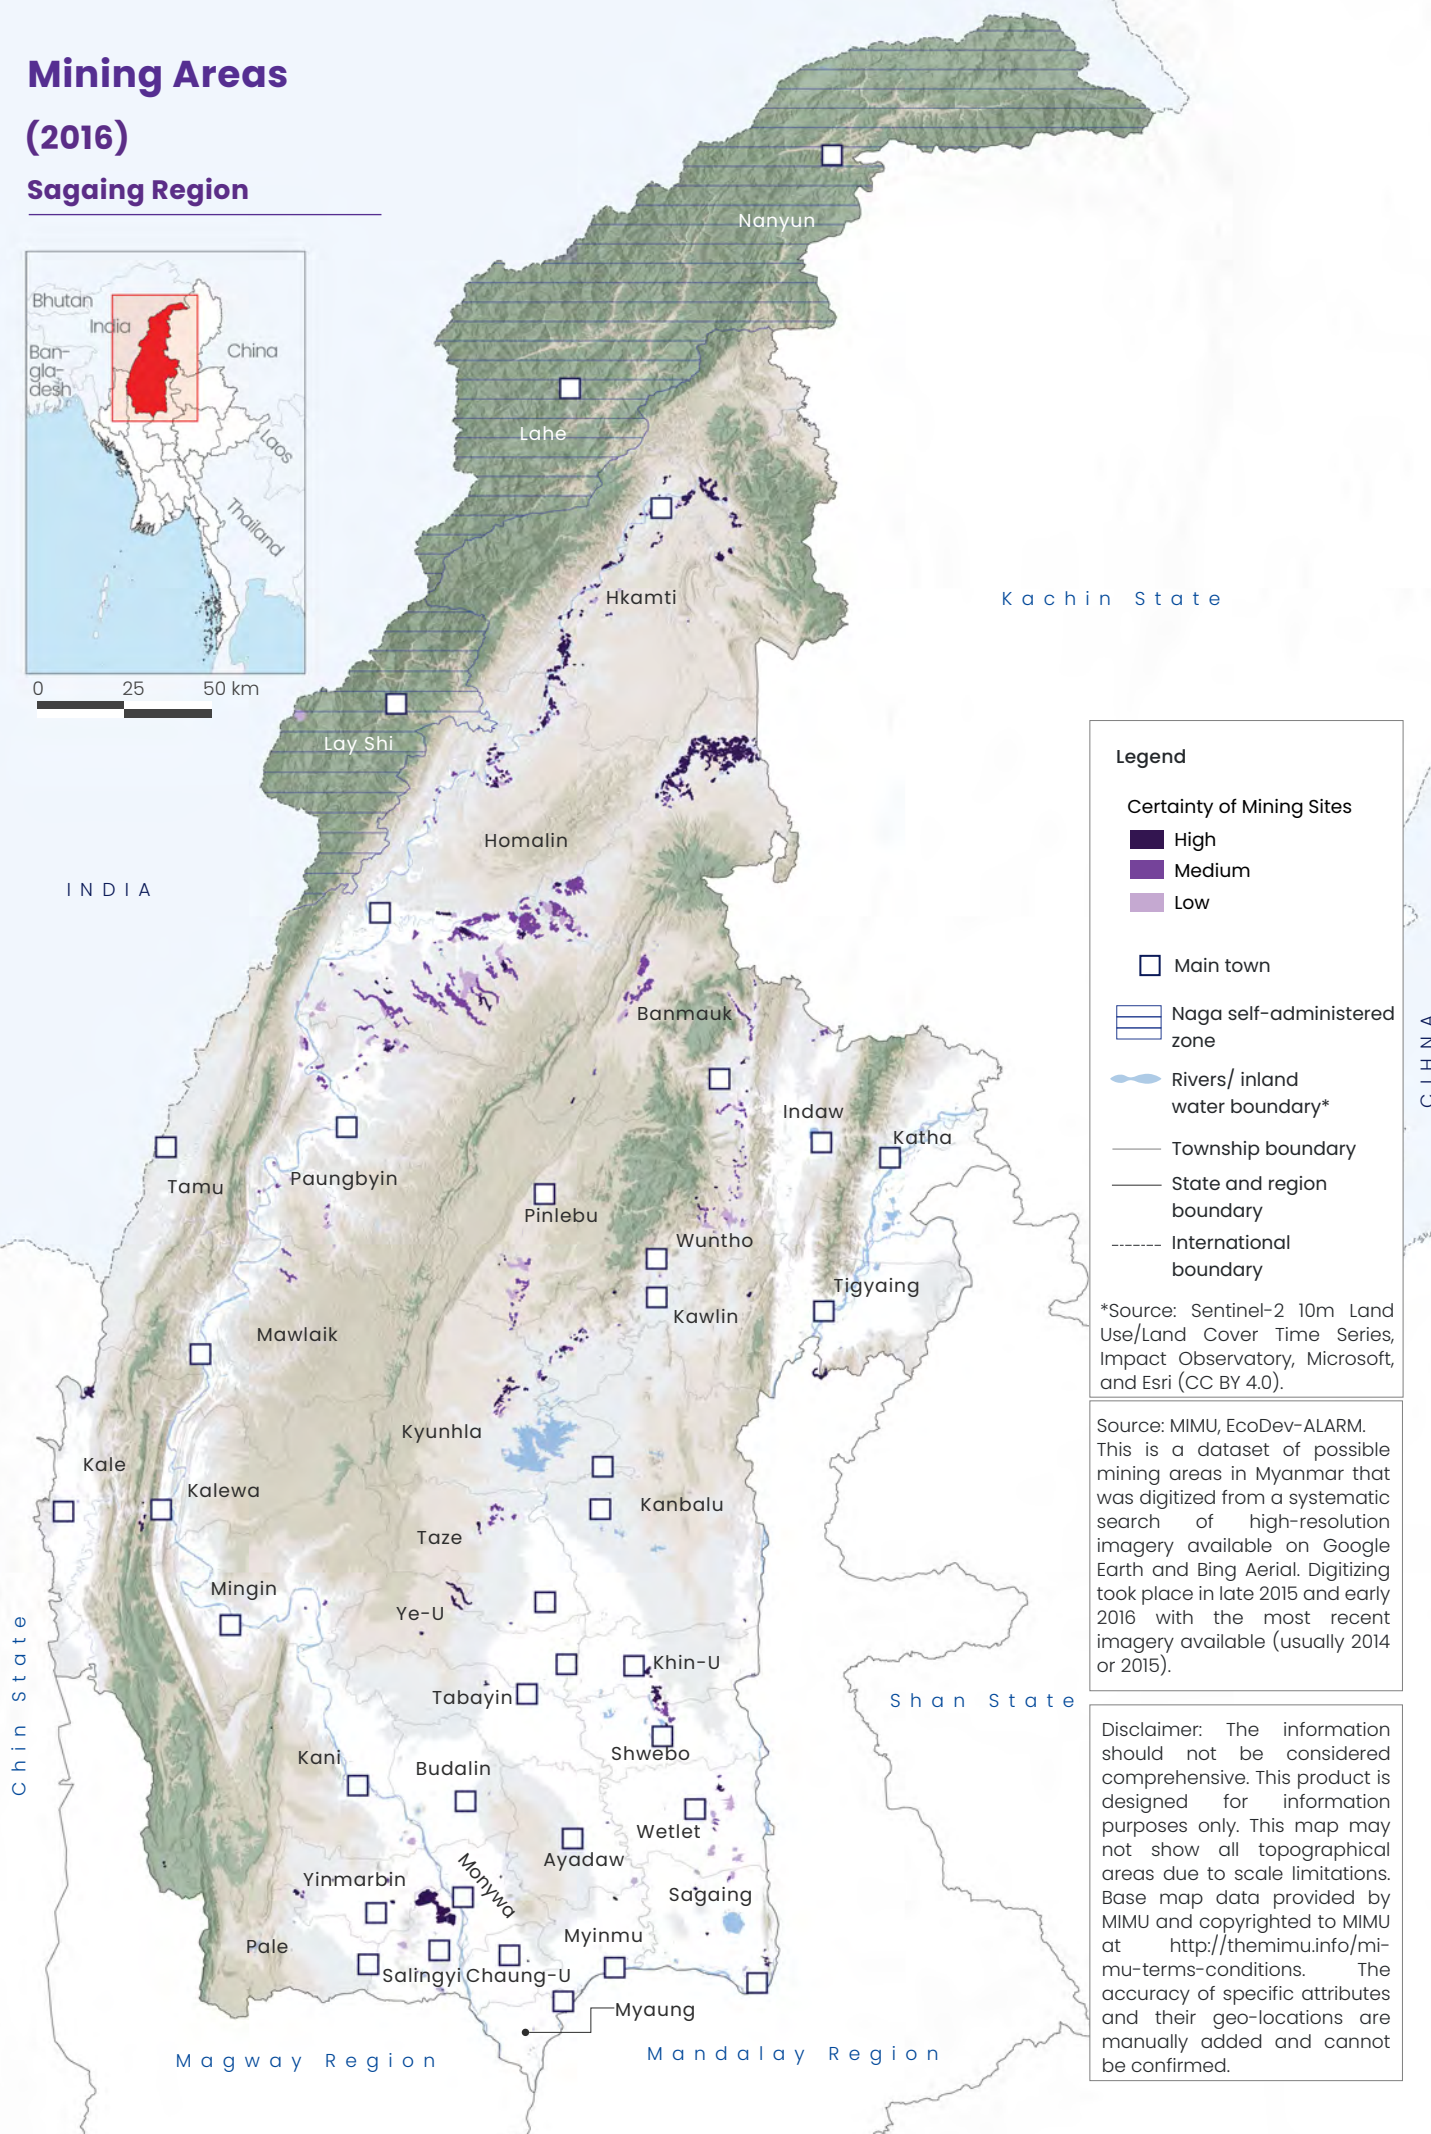 Mining Areas
(2016)
Sagaing Region
Bhutan
India
Ban-
gla-
desh
China
Laos
Thailand
0 25 50 km
Nanyun
Lahe
Hkamti
Kachin State
Lay Shi
Homalin
INDIA
Banmauk
Indaw
Katha
Tamu
Paungbyin
Pinlebu
Wuntho
Tigyaing
Kawlin
Mawlaik
Kyunhla
Kale
Kalewa
Kanbalu
Taze
Mingin
Ye-U
Khin-U
Tabayin
Shan State
Chin State
Shwebo
Kani
Budalin
Wetlet
Ayadaw
Monywa
Yinmarbin
Sagaing
Myinmu
Pale
Salingyi
Chaung-U
Myaung
Magway Region
Mandalay Region
CIHNA
Legend
Certainty of Mining Sites
High
Medium
Low
Main town
Naga self-administered
zone
Rivers/ inland
water boundary*
Township boundary
State and region
boundary
International
boundary
*Source: Sentinel-2 10m Land
Use/Land Cover Time Series,
Impact Observatory, Microsoft,
and Esri (CC BY 4.0).
Source: MIMU, EcoDev-ALARM.
This is a dataset of possible
mining areas in Myanmar that
was digitized from a systematic
search of high-resolution
imagery available on Google
Earth and Bing Aerial. Digitizing
took place in late 2015 and early
2016 with the most recent
imagery available (usually 2014
or 2015).
Disclaimer: The information
should not be considered
comprehensive. This product is
designed for information
purposes only. This map may
not show all topographical
areas due to scale limitations.
Base map data provided by
MIMU and copyrighted to MIMU
at http://themimu.info/mi-
mu-terms-conditions. The
accuracy of specific attributes
and their geo-locations are
manually added and cannot
be confirmed.